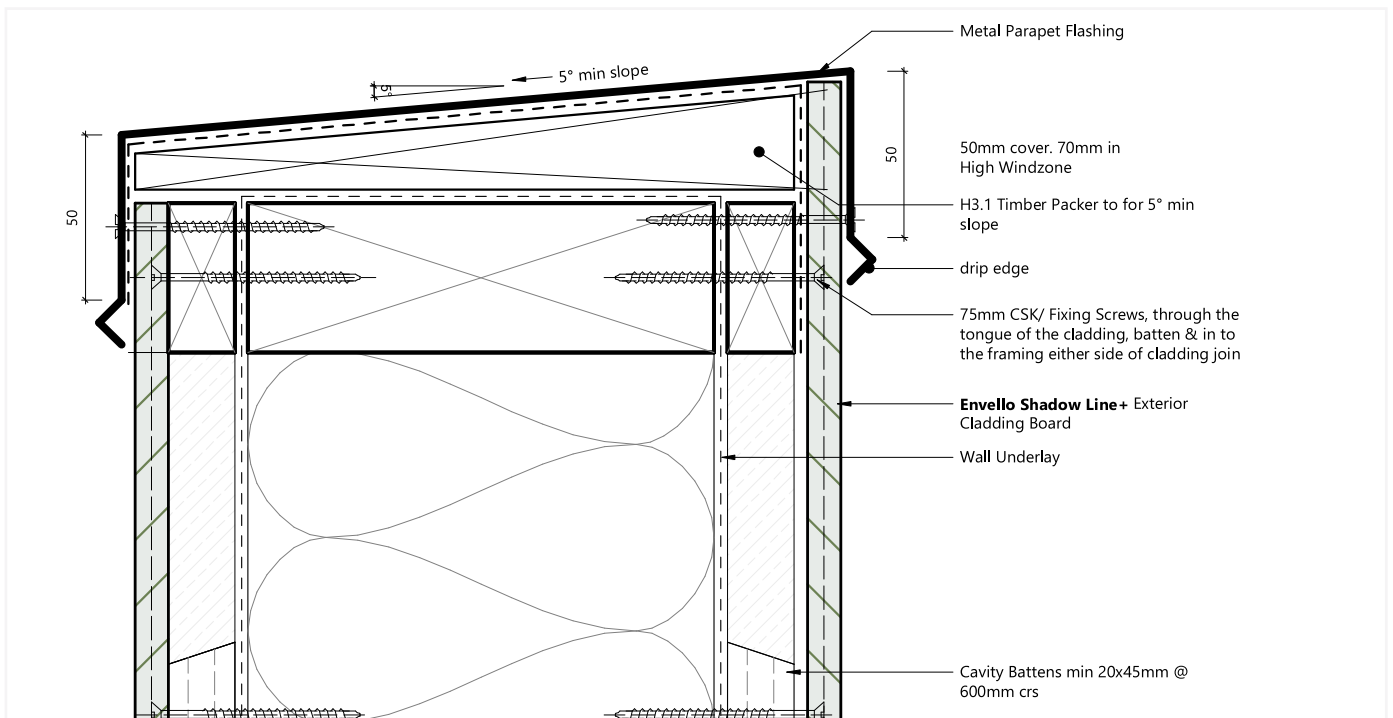 Metal Parapet Flashing
5° min slope
5°
50
50
50mm cover. 70mm in
High Windzone
H3.1 Timber Packer to for 5° min
slope
drip edge
75mm CSK/ Fixing Screws, through the
tongue of the cladding, batten & in to
the framing either side of cladding join
Envello Shadow Line+ Exterior
Cladding Board
Wall Underlay
Cavity Battens min 20x45mm @
600mm crs